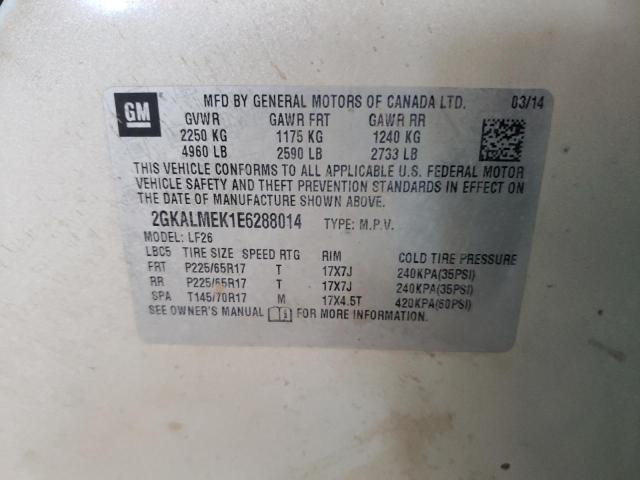 GM
MFD BY GENERAL MOTORS OF CANADA LTD. 03/14
GVWR GAWR FRT GAWR RR
2250 KG 1175 KG 1240 KG
4960 LB 2590 LB 2733 LB
THIS VEHICLE CONFORMS TO ALL APPLICABLE U.S. FEDERAL MOTOR
VEHICLE SAFETY AND THEFT PREVENTION STANDARDS IN EFFECT ON
THE DATE OF MANUFACTURE SHOWN ABOVE.
2GKALMEK1E6288014 TYPE: M.P.V.
MODEL: LF26
LBC5 TIRE SIZE SPEED RTG RIM COLD TIRE PRESSURE
FRT P225/65R17 T 17X7J 240KPA(35PSI)
RR P225/65R17 T 17X7J 240KPA(35PSI)
SPA T145/70R17 M 17X4.5T 420KPA(60PSI)
SEE OWNER'S MANUAL FOR MORE INFORMATION.